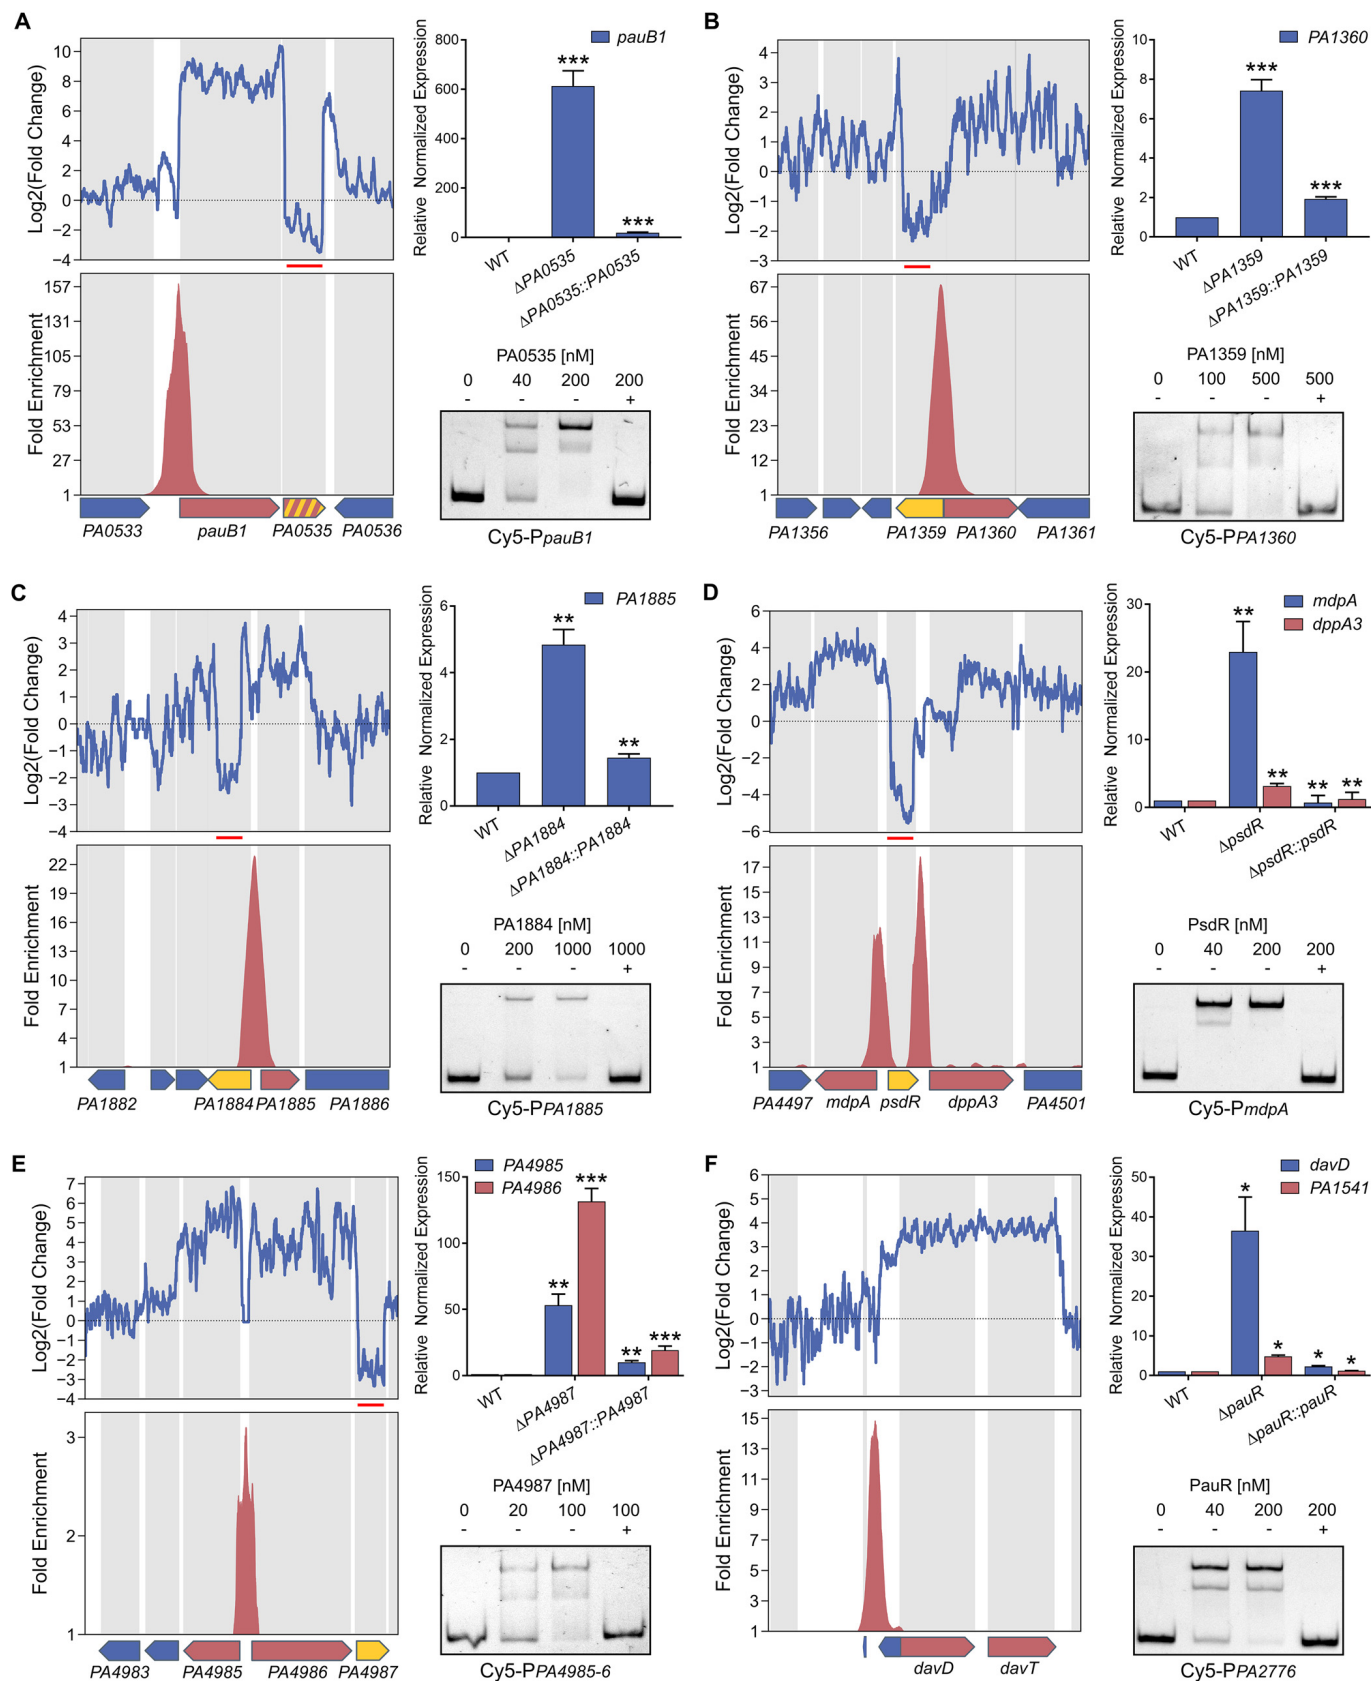 A
Log2(Fold Change)
10
8
6
4
2
0
−2
−4
Fold Enrichment
157
131
105
79
53
27
1
PA0533
pauB1
PA0535
PA0536
Relative Normalized Expression
800
600
400
200
0
pauB1
***
***
WT
ΔPA0535
ΔPA0535::PA0535
PA0535 [nM]
0 40 200 200
- - - +
Cy5-PpauB1
B
Log2(Fold Change)
4
3
2
1
0
−1
−2
−3
Fold Enrichment
67
56
45
34
23
12
1
PA1356
PA1359
PA1360
PA1361
Relative Normalized Expression
10
8
6
4
2
0
PA1360
***
***
WT
ΔPA1359
ΔPA1359::PA1359
PA1359 [nM]
0 100 500 500
- - - +
Cy5-PPA1360
C
Log2(Fold Change)
4
3
2
1
0
−1
−2
−3
−4
Fold Enrichment
22
19
16
13
10
7
4
1
PA1882
PA1884
PA1885
PA1886
Relative Normalized Expression
6
4
2
0
PA1885
**
**
WT
ΔPA1884
ΔPA1884::PA1884
PA1884 [nM]
0 200 1000 1000
- - - +
Cy5-PPA1885
D
Log2(Fold Change)
6
4
2
0
−2
−4
−6
Fold Enrichment
17
15
13
11
9
7
5
3
1
PA4497
mdpA
psdR
dppA3
PA4501
Relative Normalized Expression
30
20
10
0
mdpA
dppA3
**
**
**
**
WT
ΔpsdR
ΔpsdR::psdR
PsdR [nM]
0 40 200 200
- - - +
Cy5-PmdpA
E
Log2(Fold Change)
7
6
5
4
3
2
1
0
−1
−2
−3
−4
Fold Enrichment
3
2
1
PA4983
PA4985
PA4986
PA4987
Relative Normalized Expression
150
100
50
0
PA4985
PA4986
**
***
**
***
WT
ΔPA4987
ΔPA4987::PA4987
PA4987 [nM]
0 20 100 100
- - - +
Cy5-PPA4985-6
F
Log2(Fold Change)
6
5
4
3
2
1
0
−1
−2
−3
Fold Enrichment
15
13
11
9
7
5
3
1
davD
davT
Relative Normalized Expression
50
40
30
20
10
0
davD
PA1541
*
*
*
*
WT
ΔpauR
ΔpauR::pauR
PauR [nM]
0 40 200 200
- - - +
Cy5-PPA2776